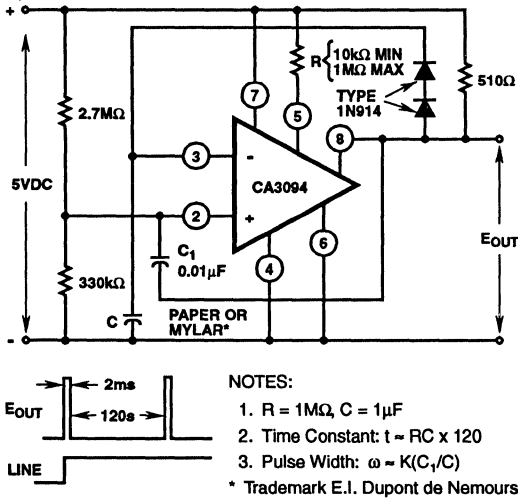 +
5VDC
-
2.7MΩ
330kΩ
R
10kΩ MIN
1MΩ MAX
TYPE
1N914
510Ω
7
5
8
3
2
4
6
-
+
CA3094
C1
0.01μF
C
PAPER OR
MYLAR*
EOUT
EOUT
2ms
120s
LINE
NOTES:
1. R = 1MΩ, C = 1μF
2. Time Constant: t ≈ RC x 120
3. Pulse Width: ω ≈ K(C1/C)
* Trademark E.I. Dupont de Nemours